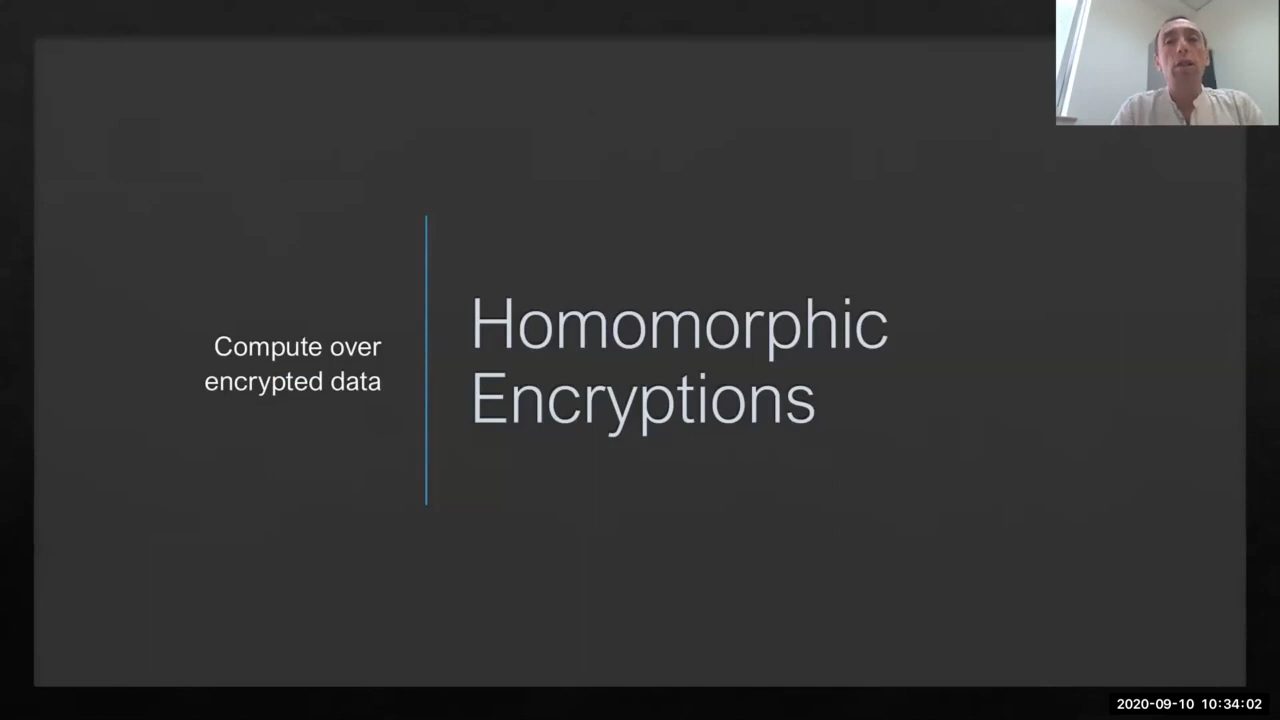 Compute over
encrypted data
Homomorphic
Encryptions
2020-09-10 10:34:02